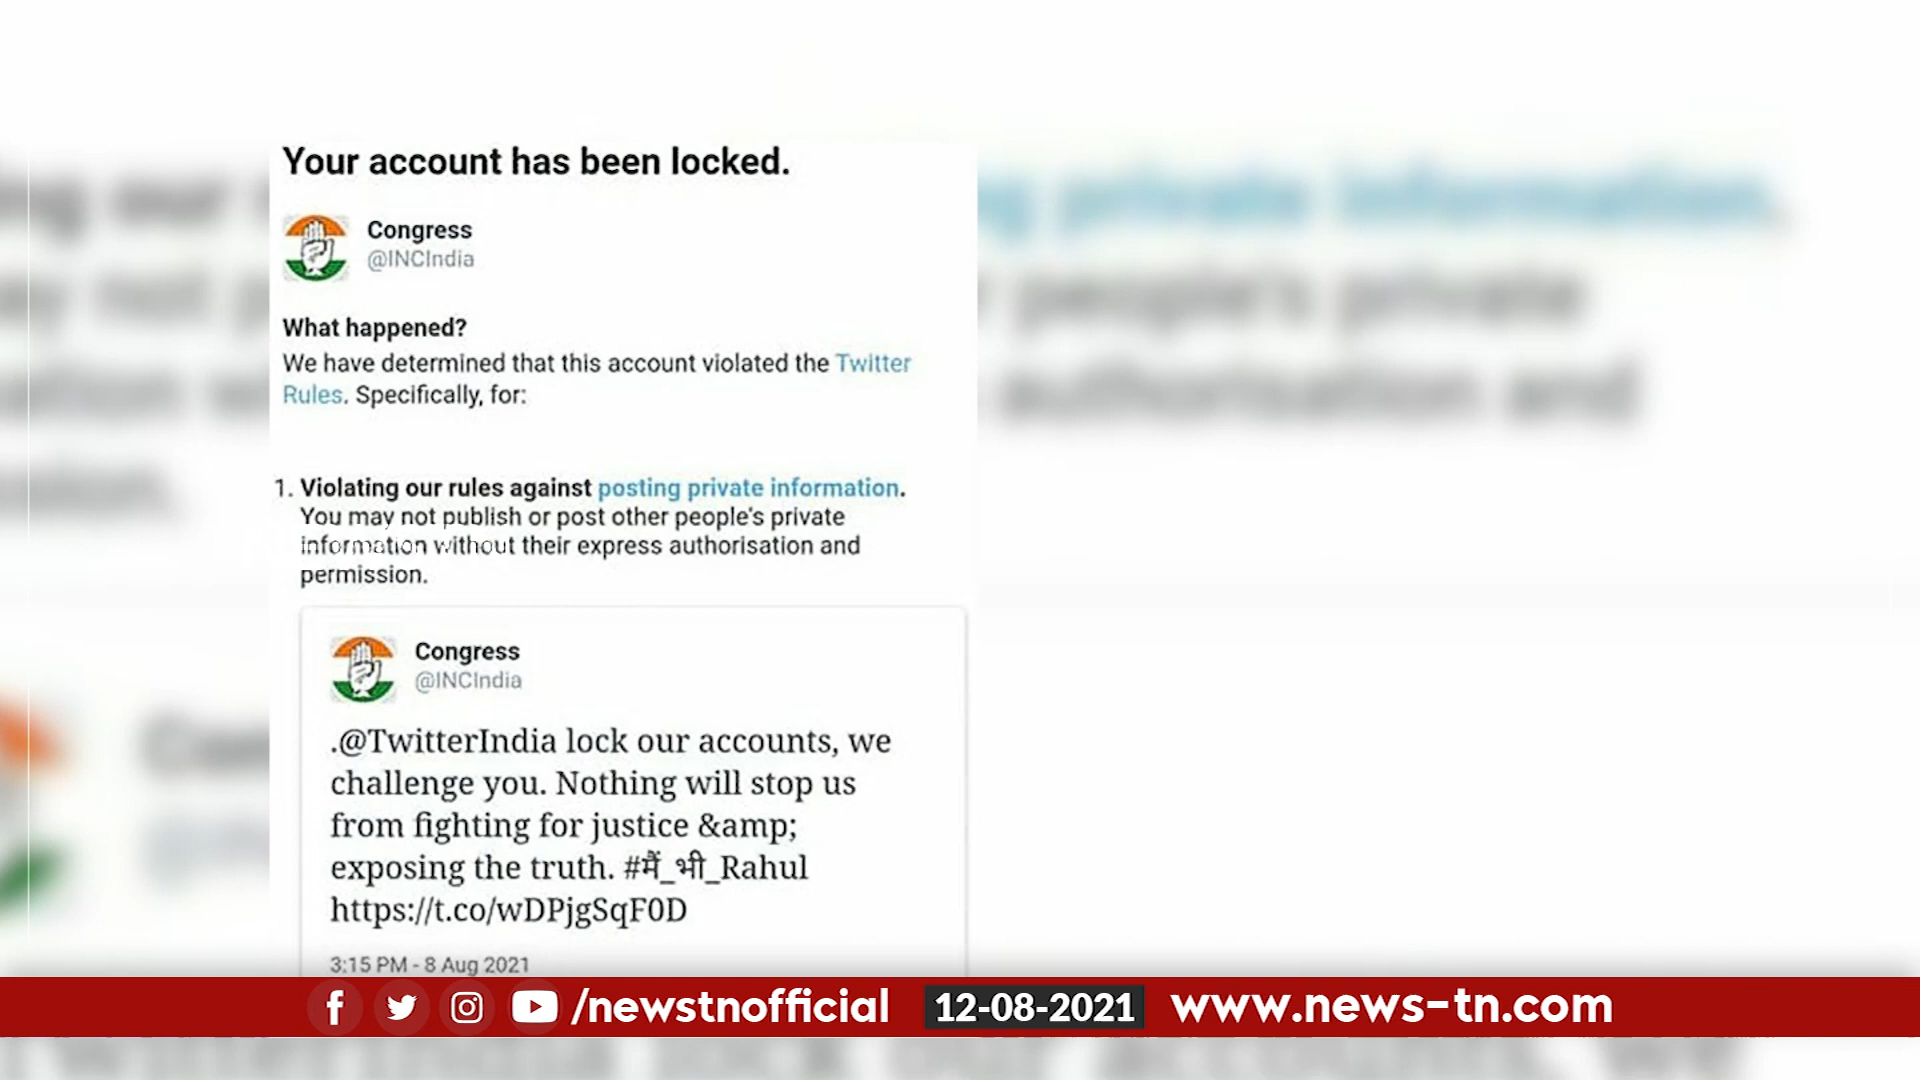 Your account has been locked.
Congress
@INCIndia
What happened?
We have determined that this account violated the Twitter
Rules. Specifically, for:
1. Violating our rules against posting private information.
You may not publish or post other people's private
information without their express authorisation and
permission.
Congress
@INCIndia
.@TwitterIndia lock our accounts, we
challenge you. Nothing will stop us
from fighting for justice &amp;
exposing the truth. #मैं_भी_Rahul
https://t.co/wDPjgSqF0D
3:15 PM - 8 Aug 2021
/newstnofficial 12-08-2021 www.news-tn.com